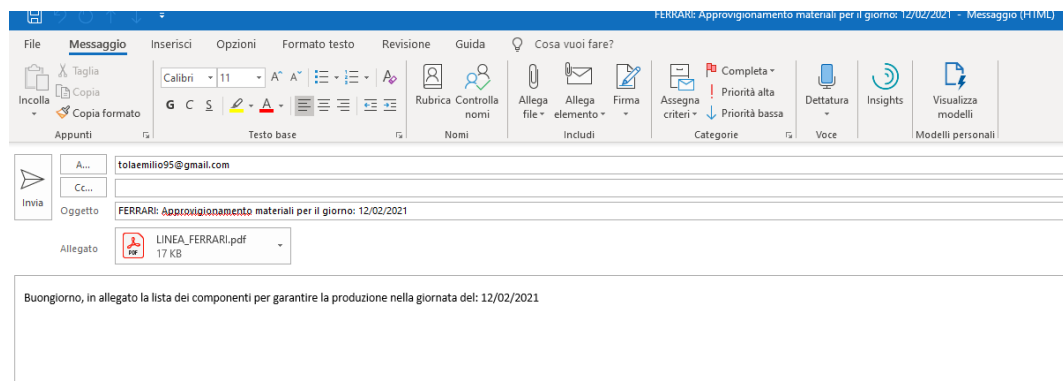 FERRARI: Approvigionamento materiali per il giorno: 12/02/2021 - Messaggio (HTML)
File Messaggio Inserisci Opzioni Formato testo Revisione Guida Cosa vuoi fare?
Incolla
Taglia
Copia
Copia formato
Appunti
Calibri 11 A A
G C S A
Testo base
Rubrica Controlla nomi
Nomi
Allega file Allega elemento Firma
Includi
Assegna criteri
Completa
Priorità alta
Priorità bassa
Categorie
Dettatura
Voce
Insights
Visualizza modelli
Modelli personali
Invia
A... tolaemilio95@gmail.com
Cc...
Oggetto FERRARI: Approvigionamento materiali per il giorno: 12/02/2021
Allegato PDF LINEA_FERRARI.pdf
17 KB
Buongiorno, in allegato la lista dei componenti per garantire la produzione nella giornata del: 12/02/2021